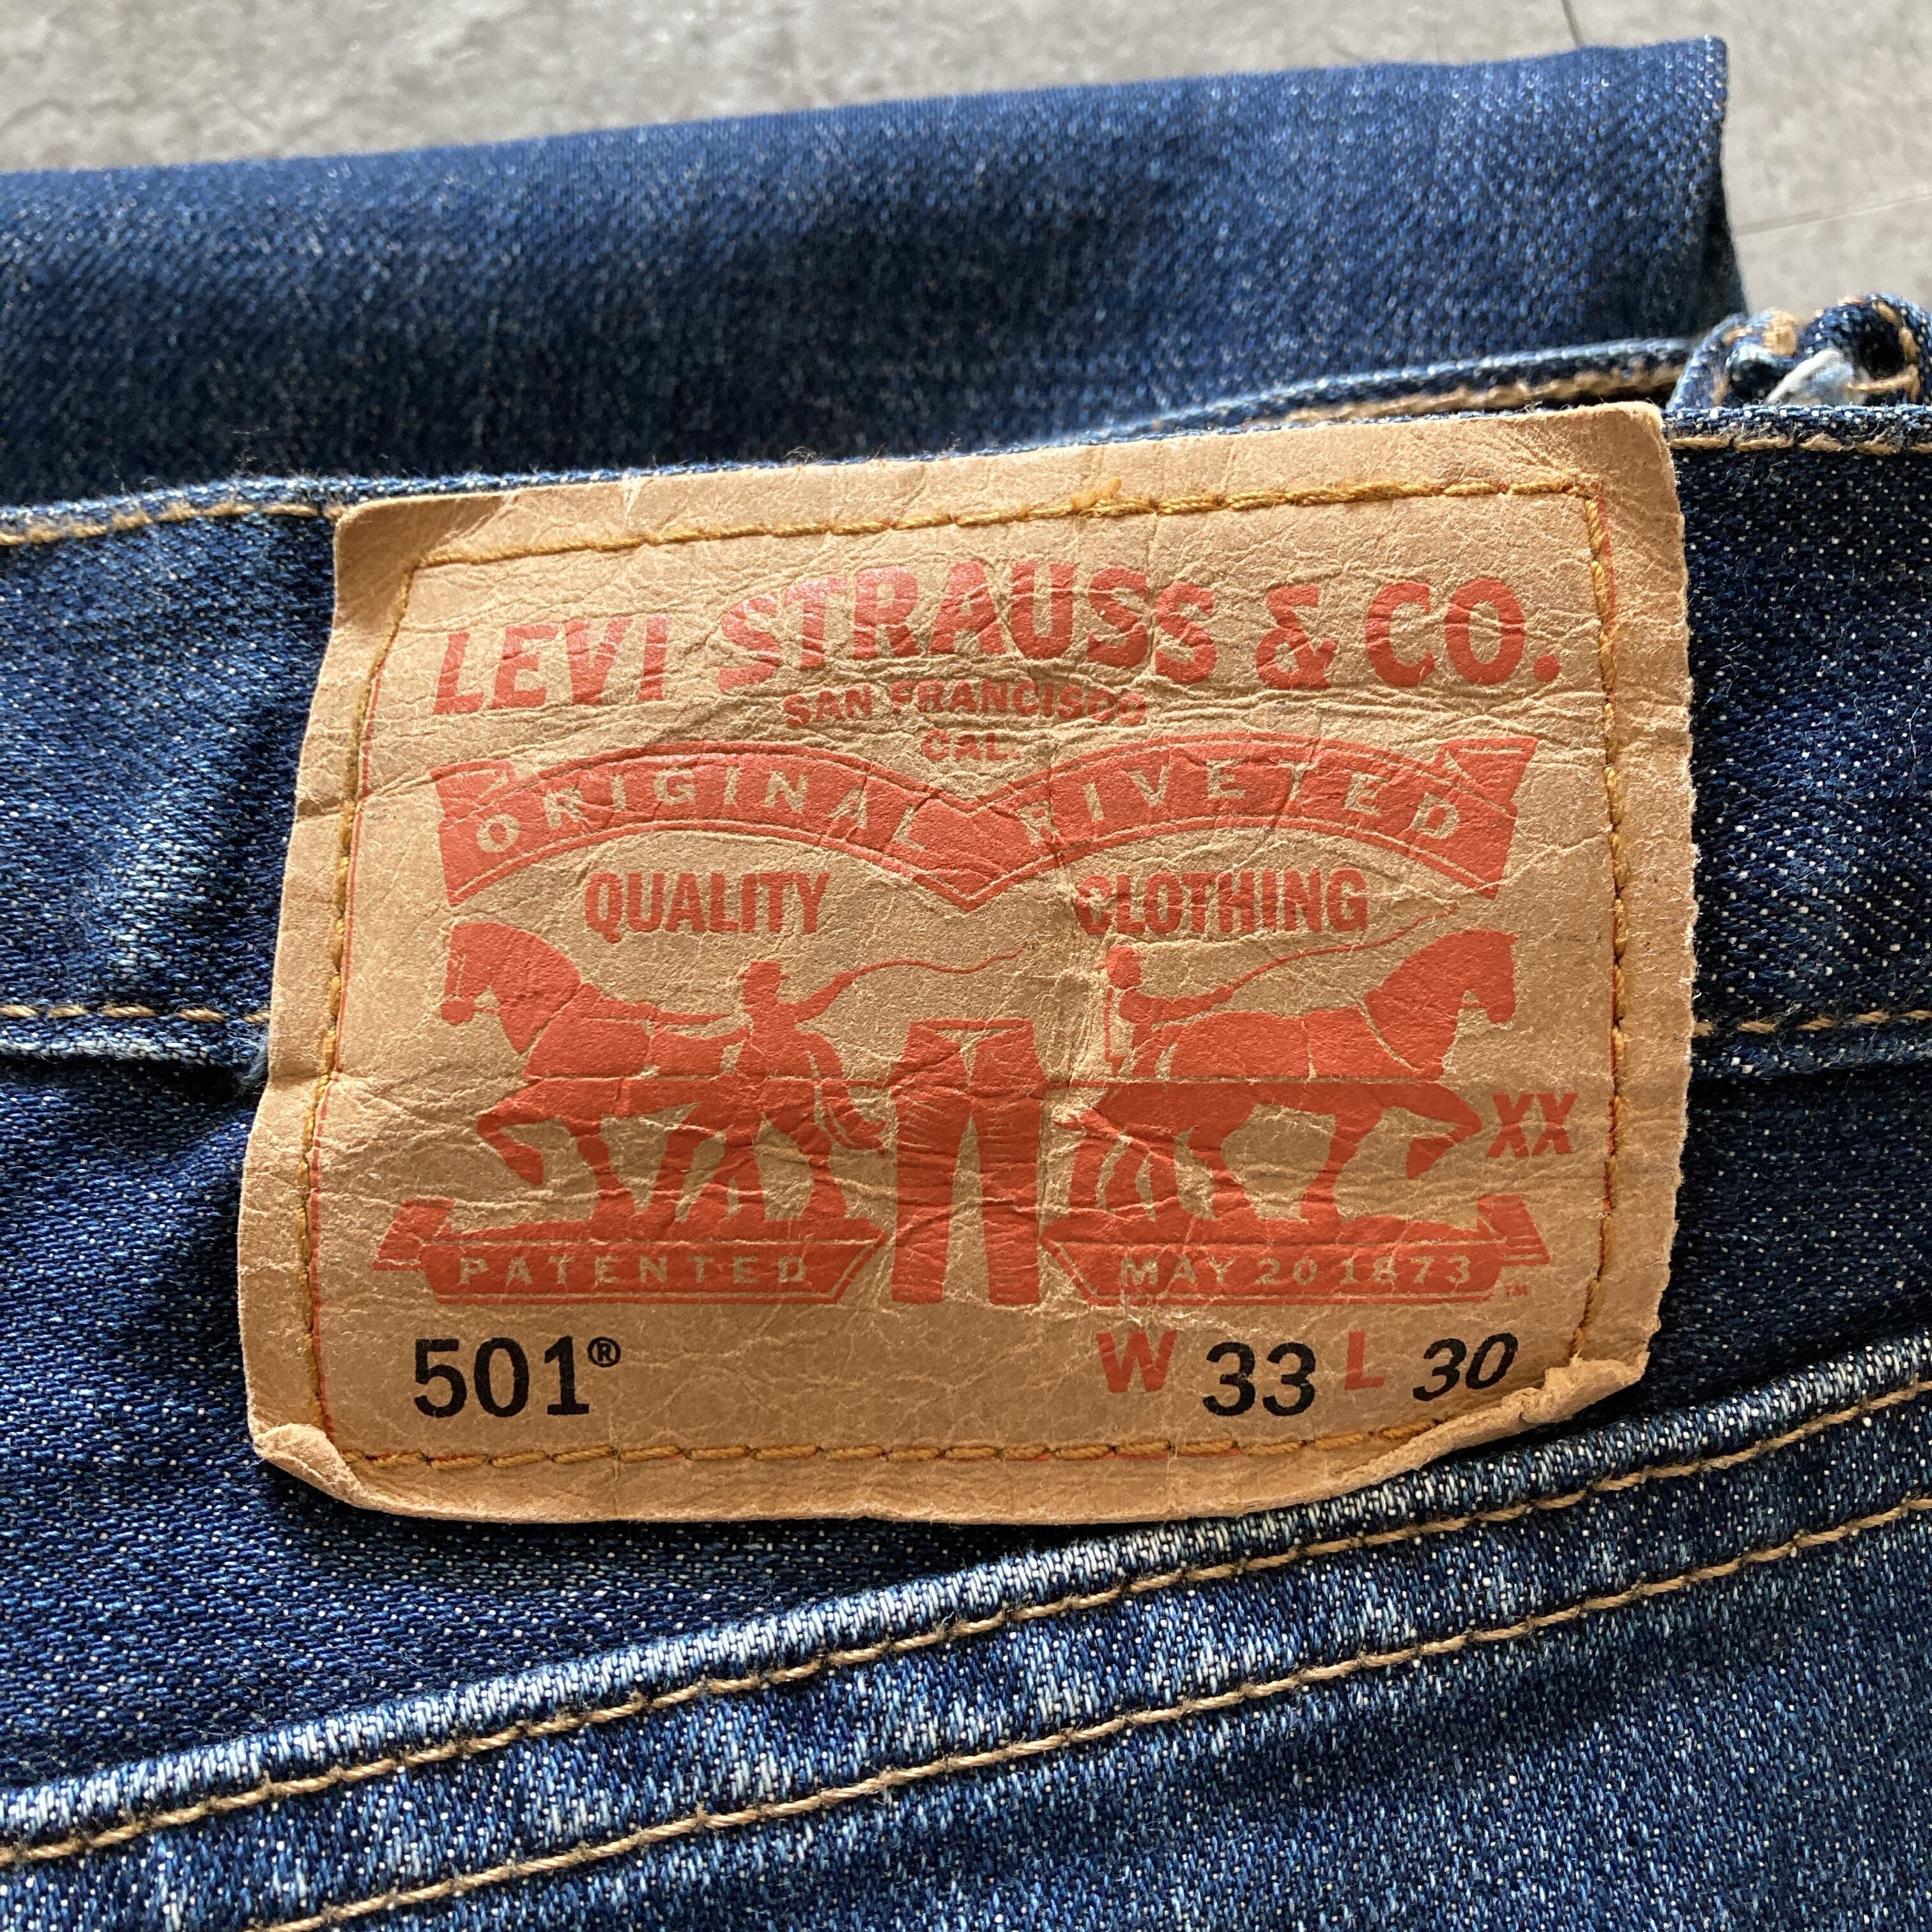 LEVI STRAUSS & CO.
SAN FRANCISCO
CAL.
ORIGINAL RIVETED
QUALITY CLOTHING
XX
PATENTED MAY 20 1873 ™
501® W 33 L 30